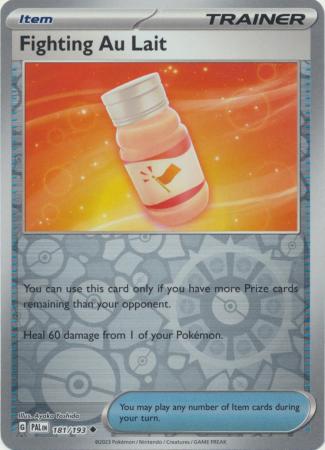 Item TRAINER
Fighting Au Lait
You can use this card only if you have more Prize cards
remaining than your opponent.
Heal 60 damage from 1 of your Pokémon.
Illus. Ayako Yoshida
G PAL EN 181/193
You may play any number of Item cards during
your turn.
©2023 Pokémon / Nintendo / Creatures / GAME FREAK